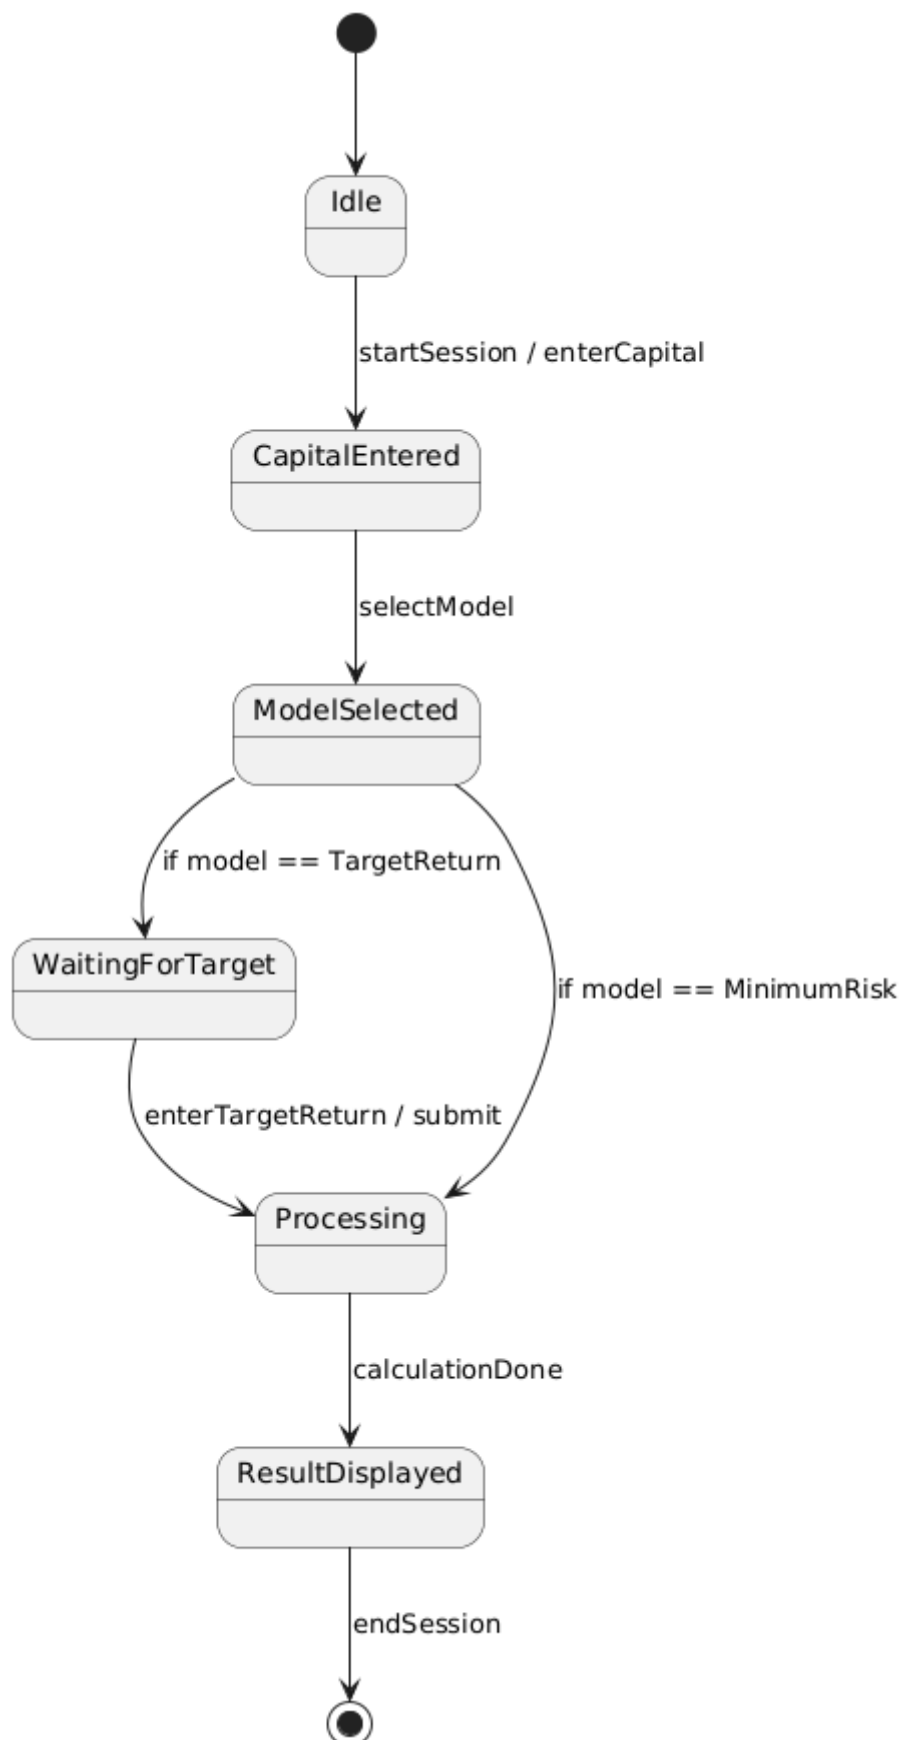 Idle
startSession / enterCapital
CapitalEntered
selectModel
ModelSelected
if model == TargetReturn
WaitingForTarget
if model == MinimumRisk
enterTargetReturn / submit
Processing
calculationDone
ResultDisplayed
endSession